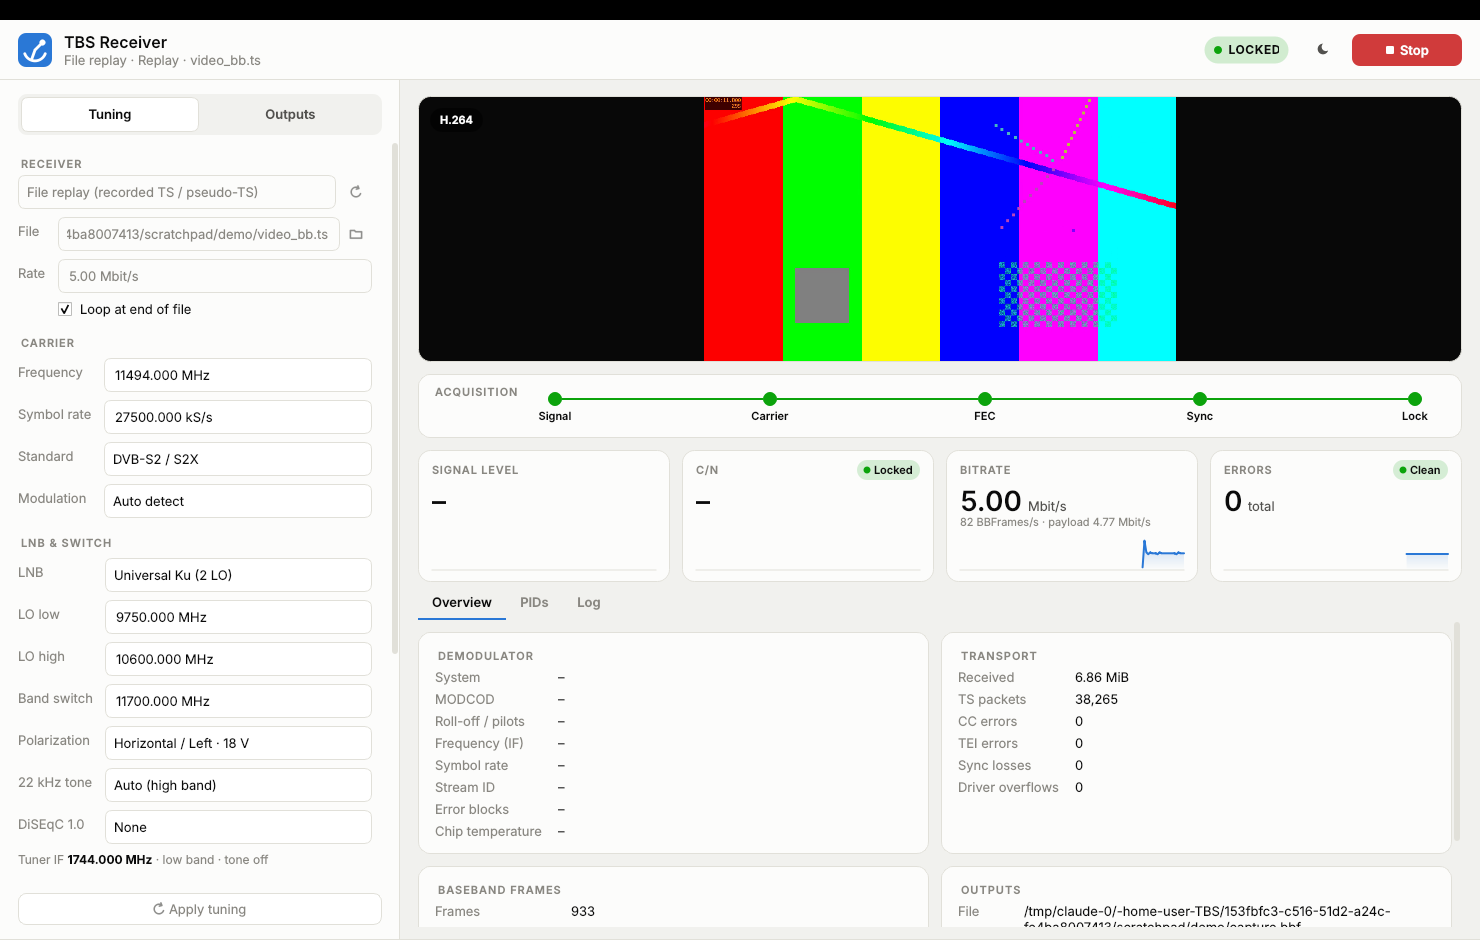 TBS Receiver
File replay · Replay · video_bb.ts
LOCKED
Stop
Tuning
Outputs
RECEIVER
File replay (recorded TS / pseudo-TS)
File
4ba8007413/scratchpad/demo/video_bb.ts
Rate
5.00 Mbit/s
Loop at end of file
CARRIER
Frequency
11494.000 MHz
Symbol rate
27500.000 kS/s
Standard
DVB-S2 / S2X
Modulation
Auto detect
LNB & SWITCH
LNB
Universal Ku (2 LO)
LO low
9750.000 MHz
LO high
10600.000 MHz
Band switch
11700.000 MHz
Polarization
Horizontal / Left · 18 V
22 kHz tone
Auto (high band)
DiSEqC 1.0
None
Tuner IF 1744.000 MHz · low band · tone off
Apply tuning
H.264
00:00:11.800
ACQUISITION
Signal
Carrier
FEC
Sync
Lock
SIGNAL LEVEL
–
C/N
Locked
–
BITRATE
5.00 Mbit/s
82 BBFrames/s · payload 4.77 Mbit/s
ERRORS
Clean
0 total
Overview
PIDs
Log
DEMODULATOR
System –
MODCOD –
Roll-off / pilots –
Frequency (IF) –
Symbol rate –
Stream ID –
Error blocks –
Chip temperature –
TRANSPORT
Received 6.86 MiB
TS packets 38,265
CC errors 0
TEI errors 0
Sync losses 0
Driver overflows 0
BASEBAND FRAMES
Frames 933
OUTPUTS
File /tmp/claude-0/-home-user-TBS/153fbfc3-c516-51d2-a24c-